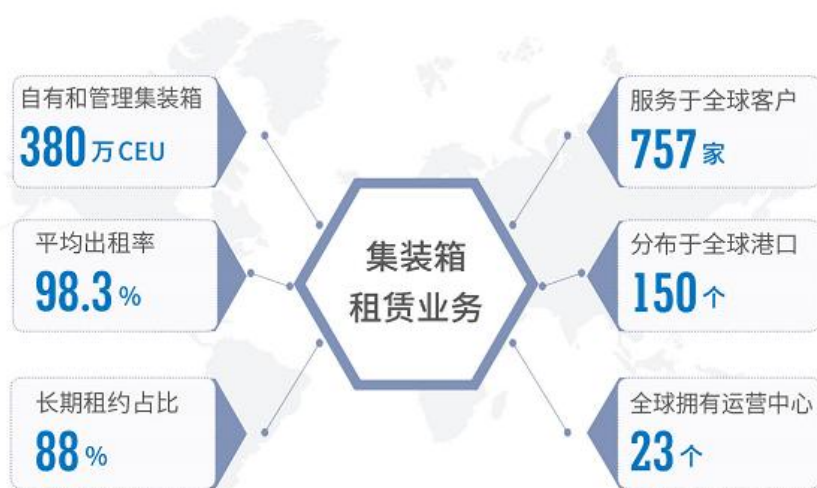 自有和管理集装箱
380万CEU
平均出租率
98.3%
长期租约占比
88%
集装箱
租赁业务
服务于全球客户
757家
分布于全球港口
150个
全球拥有运营中心
23个